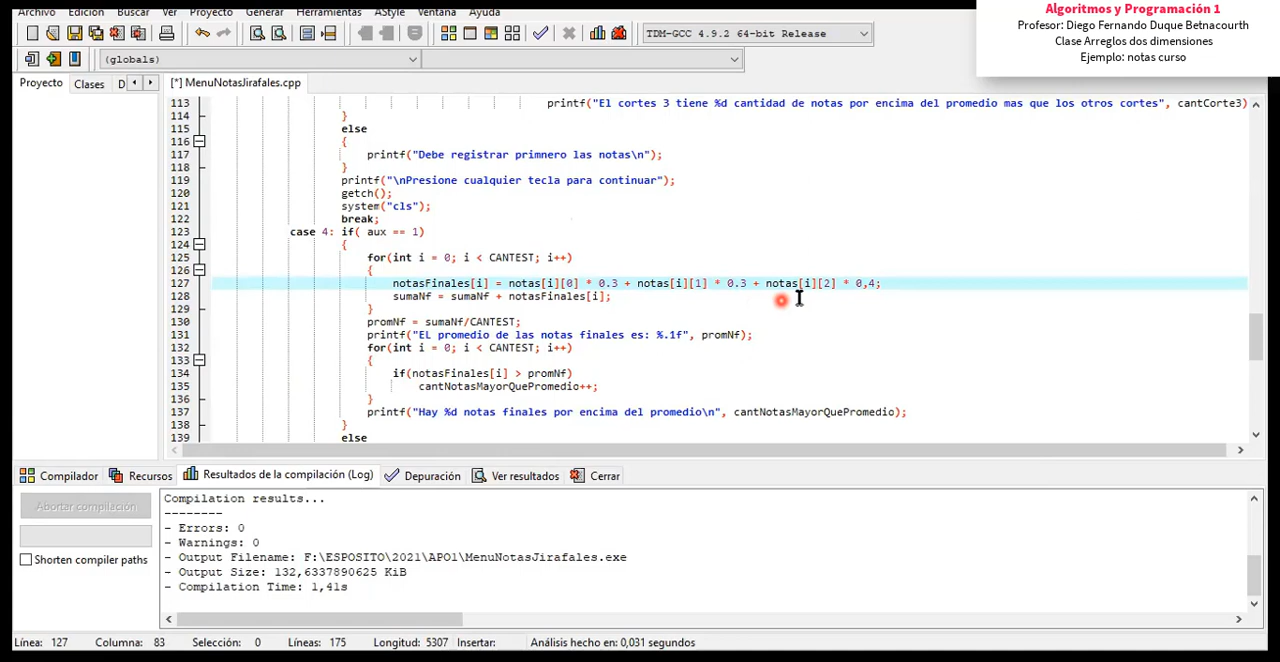 Archivo Edición Buscar Ver Proyecto Generar Herramientas AStyle Ventana Ayuda
Algoritmos y Programación 1
Profesor: Diego Fernando Duque Betnacourth
Clase Arreglos dos dimensiones
Ejemplo: notas curso
TDM-GCC 4.9.2 64-bit Release
(globals)
Proyecto Clases D
[*] MenuNotasJirafales.cpp
113 printf("El cortes 3 tiene %d cantidad de notas por encima del promedio mas que los otros cortes", cantCorte3)
114 }
115 else
116 {
117 printf("Debe registrar primnero las notas\n");
118 }
119 printf("\nPresione cualquier tecla para continuar");
120 getch();
121 system("cls");
122 break;
123 case 4: if( aux == 1)
124 {
125 for(int i = 0; i < CANTEST; i++)
126 {
127 notasFinales[i] = notas[i][0] * 0.3 + notas[i][1] * 0.3 + notas[i][2] * 0,4;
128 sumaNf = sumaNf + notasFinales[i];
129 }
130 promNf = sumaNf/CANTEST;
131 printf("EL promedio de las notas finales es: %.1f", promNf);
132 for(int i = 0; i < CANTEST; i++)
133 {
134 if(notasFinales[i] > promNf)
135 cantNotasMayorQuePromedio++;
136 }
137 printf("Hay %d notas finales por encima del promedio\n", cantNotasMayorQuePromedio);
138 }
139 else
Compilador Recursos Resultados de la compilación (Log) Depuración Ver resultados Cerrar
Abortar compilación
Shorten compiler paths
Compilation results...
--------
- Errors: 0
- Warnings: 0
- Output Filename: F:\ESPOSITO\2021\APO1\MenuNotasJirafales.exe
- Output Size: 132,6337890625 KiB
- Compilation Time: 1,41s
Línea: 127 Columna: 83 Selección: 0 Líneas: 175 Longitud: 5307 Insertar: Análisis hecho en: 0,031 segundos